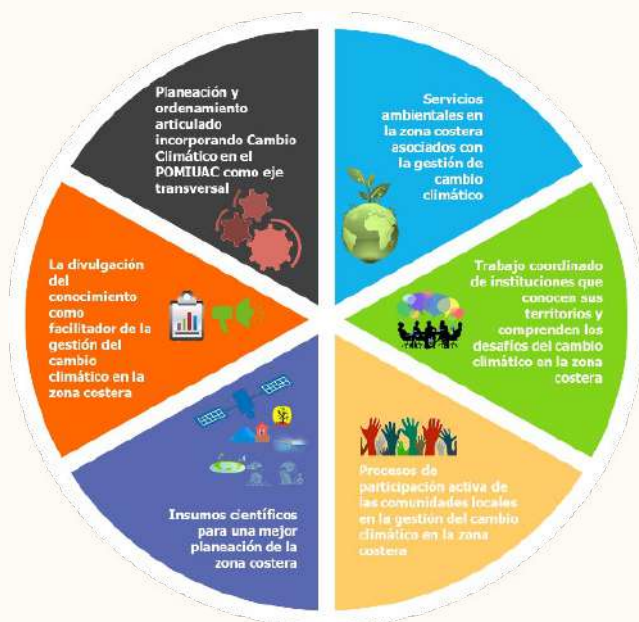 Planeación y
ordenamiento
articulado
incorporando Cambio
Climático en el
POMIUAC como eje
transversal
Servicios
ambientales en
la zona costera
asociados con
la gestión de
cambio
climático
La divulgación
del
conocimiento
como
facilitador de la
gestión del
cambio
climático en la
zona costera
Trabajo coordinado
de instituciones que
conocen sus
territorios y
comprenden los
desafíos del cambio
climático en la zona
costera
Insumos científicos
para una mejor
planeación de la
zona costera
Procesos de
participación activa de
las comunidades locales
en la gestión del cambio
climático en la zona
costera